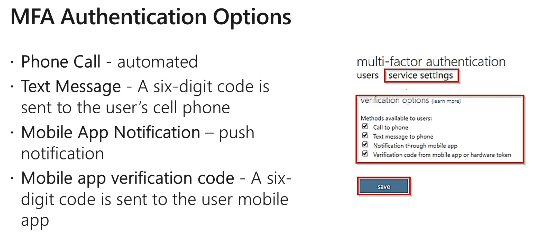 MFA Authentication Options
· Phone Call - automated
· Text Message - A six-digit code is
sent to the user's cell phone
· Mobile App Notification – push
notification
· Mobile app verification code - A six-
digit code is sent to the user mobile
app
multi-factor authentication
users service settings
verification options (learn more)
Methods available to users:
Call to phone
Text message to phone
Notification through mobile app
Verification code from mobile app or hardware token
save